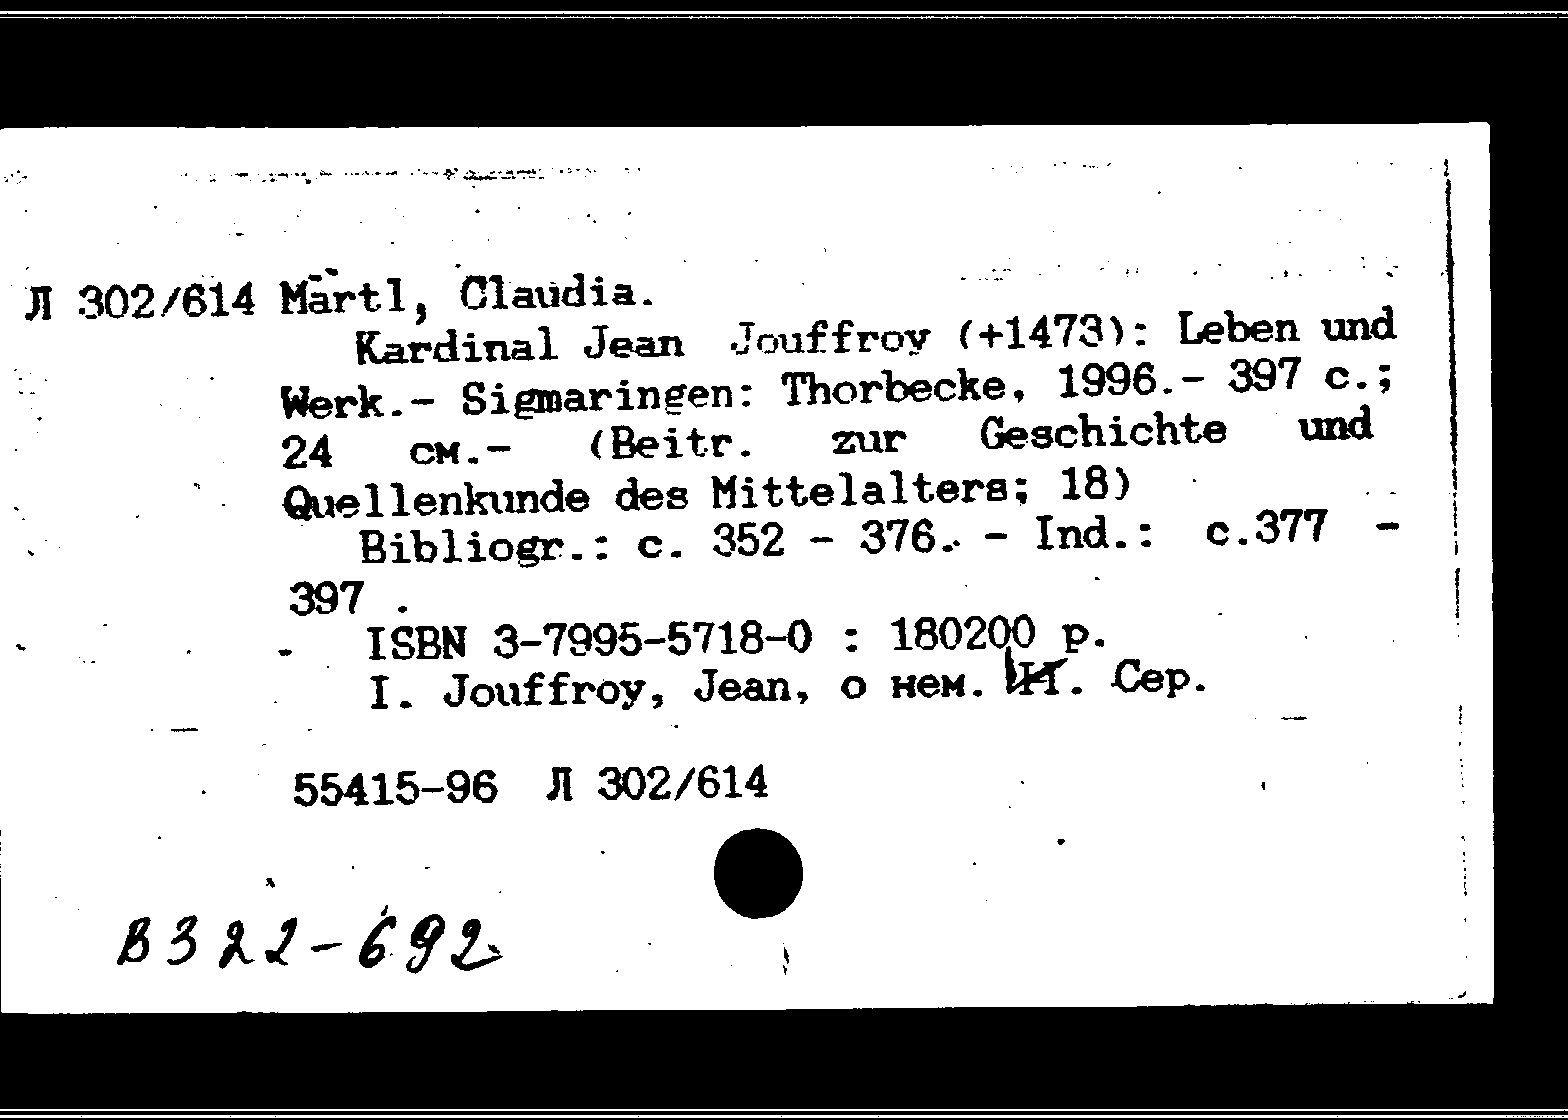 Л 302/614 Märtl, Claudia.
Kardinal Jean Jouffroy (+1473): Leben und
Werk.- Sigmaringen: Thorbecke, 1996.- 397 с.;
24 см.- (Beitr. zur Geschichte und
Quellenkunde des Mittelalters; 18)
Bibliogr.: с. 352 - 376. - Ind.: с.377 -
397 .
ISBN 3-7995-5718-0 : 180200 р.
I. Jouffroy, Jean, о нем. . Сер.
55415-96 Л 302/614
В322-692